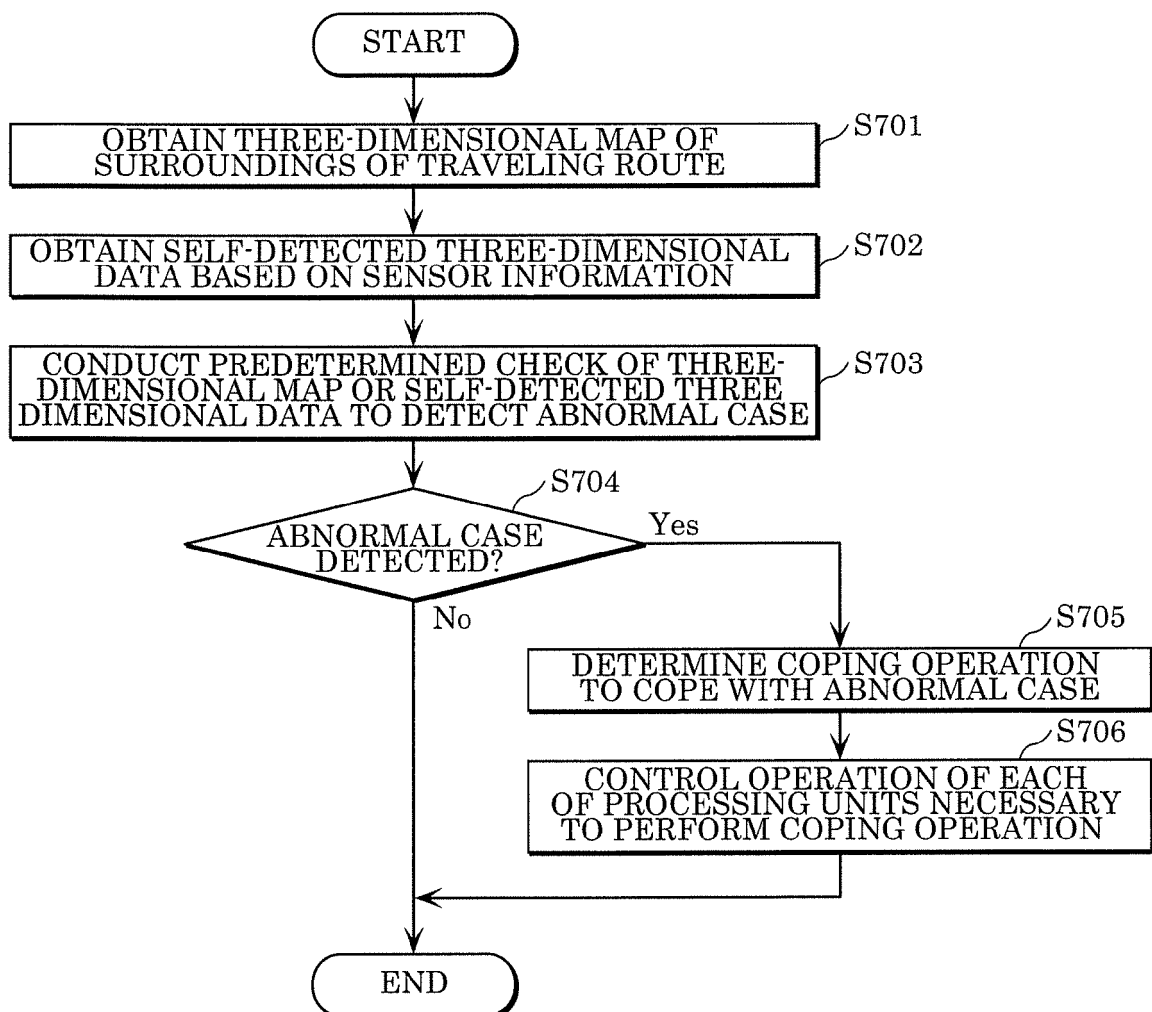 START
S701
OBTAIN THREE-DIMENSIONAL MAP OF
SURROUNDINGS OF TRAVELING ROUTE
S702
OBTAIN SELF-DETECTED THREE-DIMENSIONAL
DATA BASED ON SENSOR INFORMATION
S703
CONDUCT PREDETERMINED CHECK OF THREE-
DIMENSIONAL MAP OR SELF-DETECTED THREE
DIMENSIONAL DATA TO DETECT ABNORMAL CASE
S704
ABNORMAL CASE
DETECTED?
Yes
No
S705
DETERMINE COPING OPERATION
TO COPE WITH ABNORMAL CASE
S706
CONTROL OPERATION OF EACH
OF PROCESSING UNITS NECESSARY
TO PERFORM COPING OPERATION
END